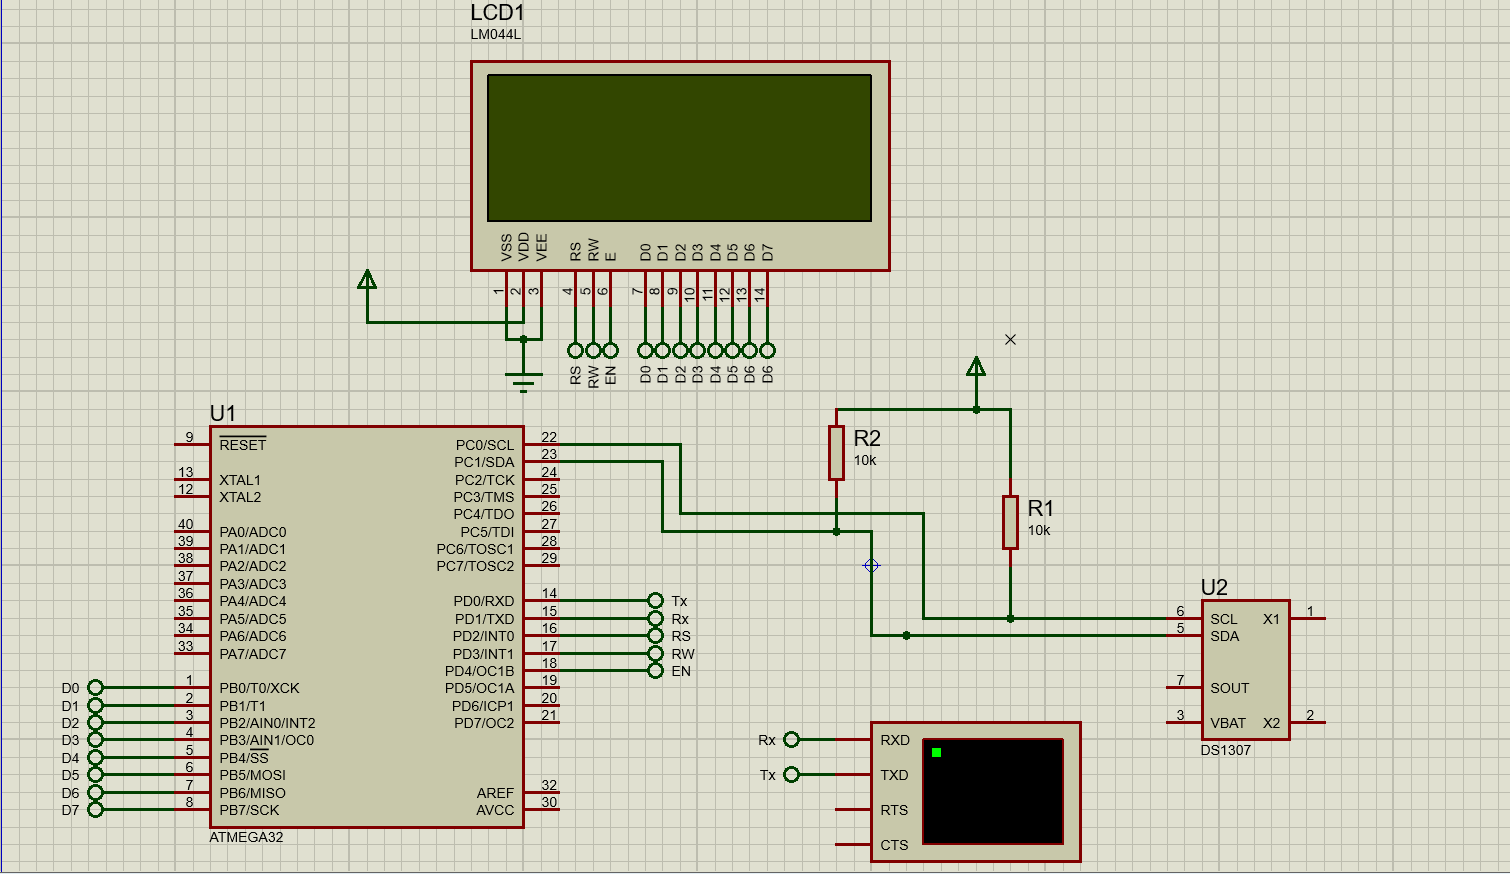 LCD1
LM044L
VSS
VDD
VEE
RS
RW
E
D0
D1
D2
D3
D4
D5
D6
D7
1
2
3
4
5
6
7
8
9
10
11
12
13
14
RS
RW
EN
D0
D1
D2
D3
D4
D5
D6
D6
U1
9 RESET
13 XTAL1
12 XTAL2
40 PA0/ADC0
39 PA1/ADC1
38 PA2/ADC2
37 PA3/ADC3
36 PA4/ADC4
35 PA5/ADC5
34 PA6/ADC6
33 PA7/ADC7
D0 1 PB0/T0/XCK
D1 2 PB1/T1
D2 3 PB2/AIN0/INT2
D3 4 PB3/AIN1/OC0
D4 5 PB4/SS
D5 6 PB5/MOSI
D6 7 PB6/MISO
D7 8 PB7/SCK
PC0/SCL 22
PC1/SDA 23
PC2/TCK 24
PC3/TMS 25
PC4/TDO 26
PC5/TDI 27
PC6/TOSC1 28
PC7/TOSC2 29
PD0/RXD 14 Tx
PD1/TXD 15 Rx
PD2/INT0 16 RS
PD3/INT1 17 RW
PD4/OC1B 18 EN
PD5/OC1A 19
PD6/ICP1 20
PD7/OC2 21
AREF 32
AVCC 30
ATMEGA32
R2
10k
R1
10k
U2
6 SCL X1 1
5 SDA
7 SOUT
3 VBAT X2 2
DS1307
Rx RXD
Tx TXD
RTS
CTS